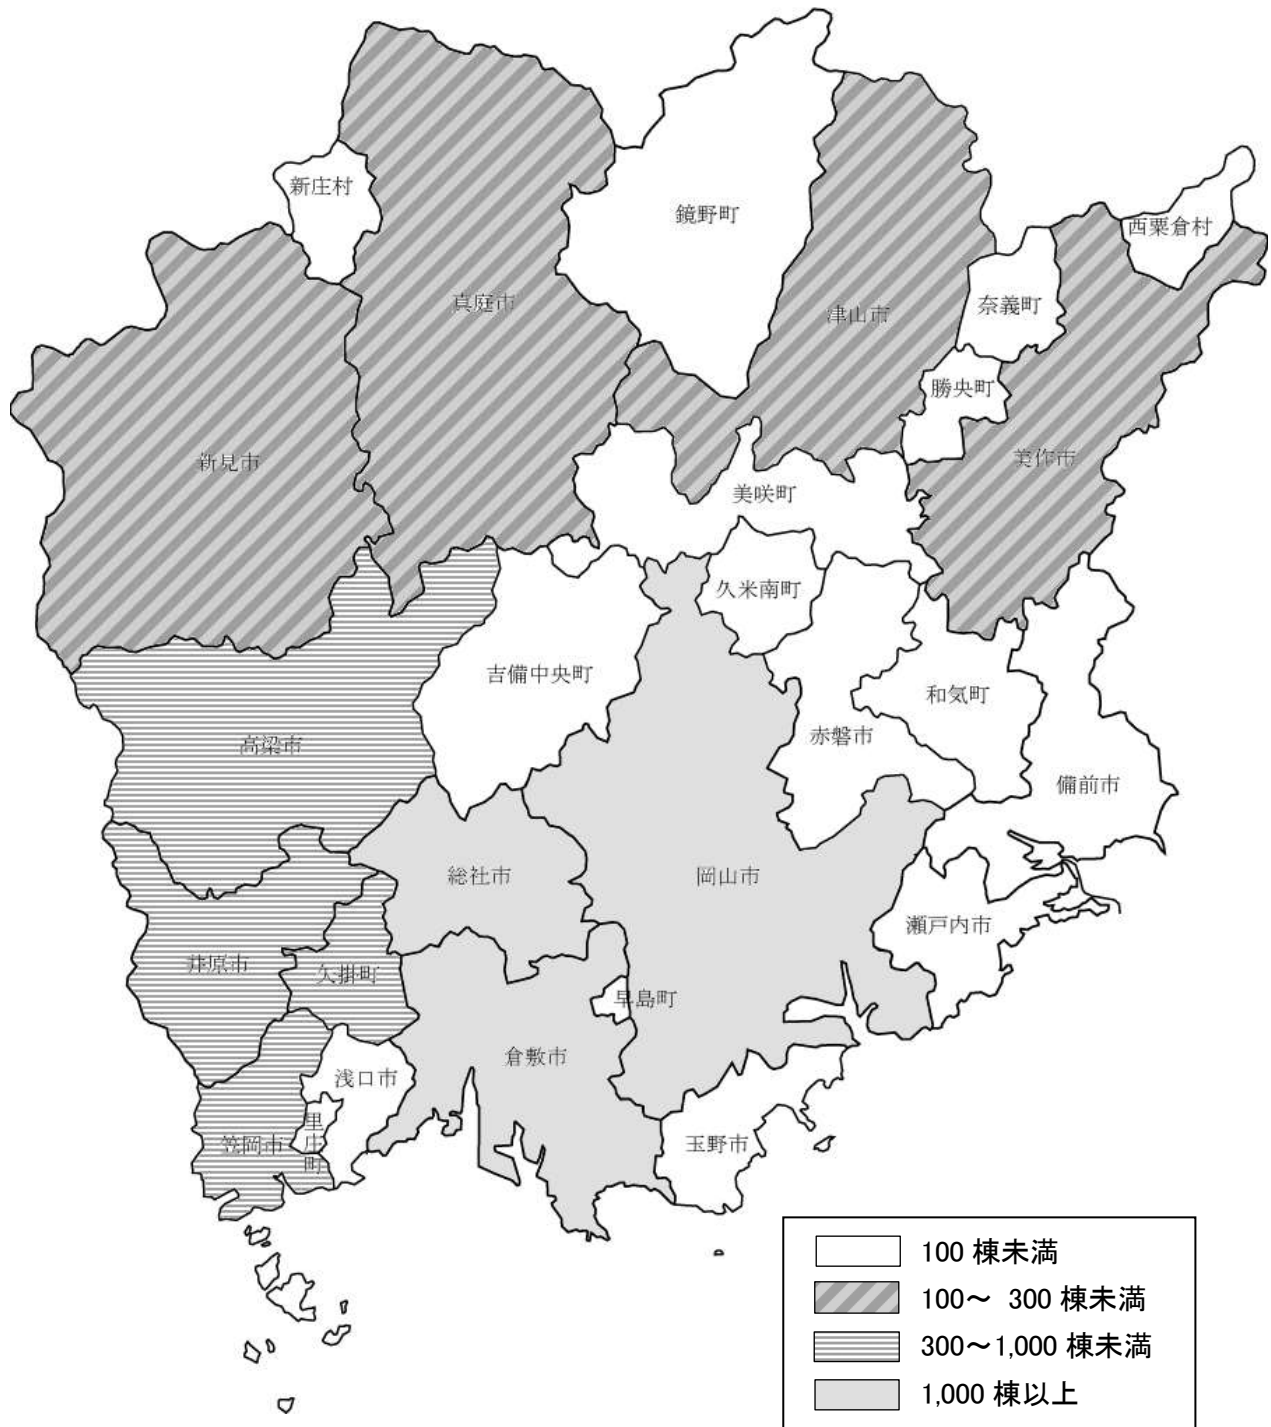 新庄村
鏡野町
西粟倉村
真庭市
津山市
奈義町
勝央町
新見市
美作市
美咲町
久米南町
吉備中央町
和気町
高梁市
赤磐市
備前市
総社市
岡山市
瀬戸内市
井原市
矢掛町
早島町
倉敷市
浅口市
里庄町
笠岡市
玉野市
100 棟未満
100～ 300 棟未満
300～1,000 棟未満
1,000 棟以上